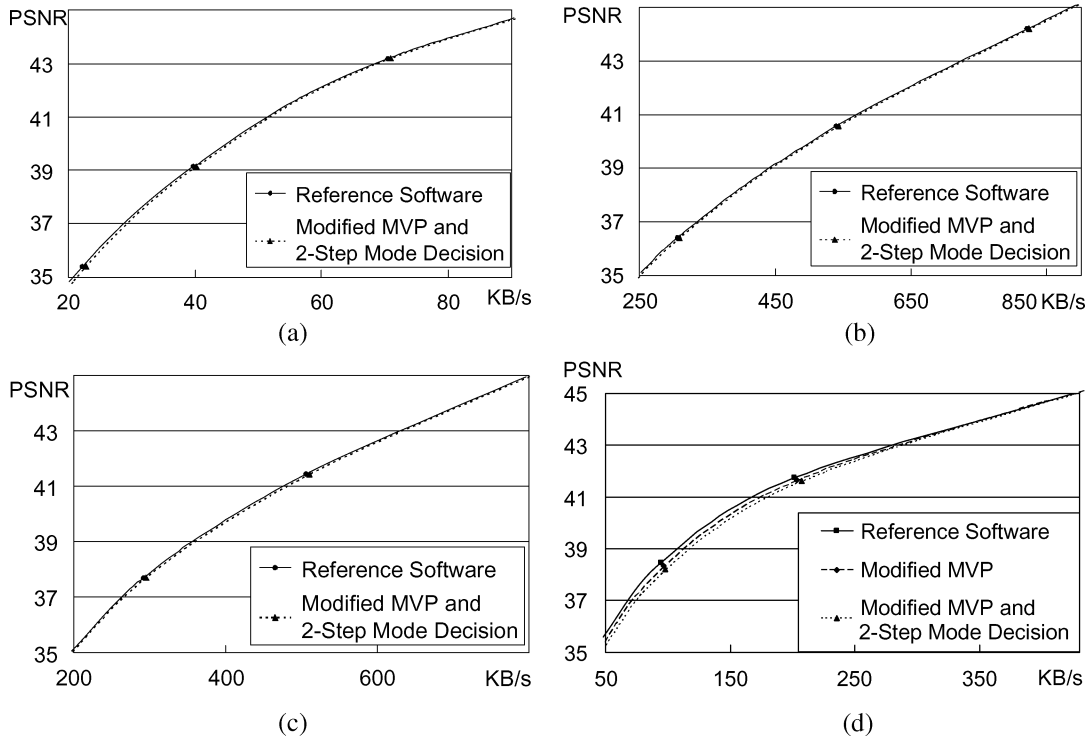 PSNR
43
41
39
37
35
20
40
60
80
KB/s
Reference Software
Modified MVP and
2-Step Mode Decision
(a)
PSNR
43
41
39
37
35
250
450
650
850
KB/s
Reference Software
Modified MVP and
2-Step Mode Decision
(b)
PSNR
43
41
39
37
35
200
400
600
KB/s
Reference Software
Modified MVP and
2-Step Mode Decision
(c)
PSNR
45
43
41
39
37
35
50
150
250
350
KB/s
Reference Software
Modified MVP
Modified MVP and
2-Step Mode Decision
(d)